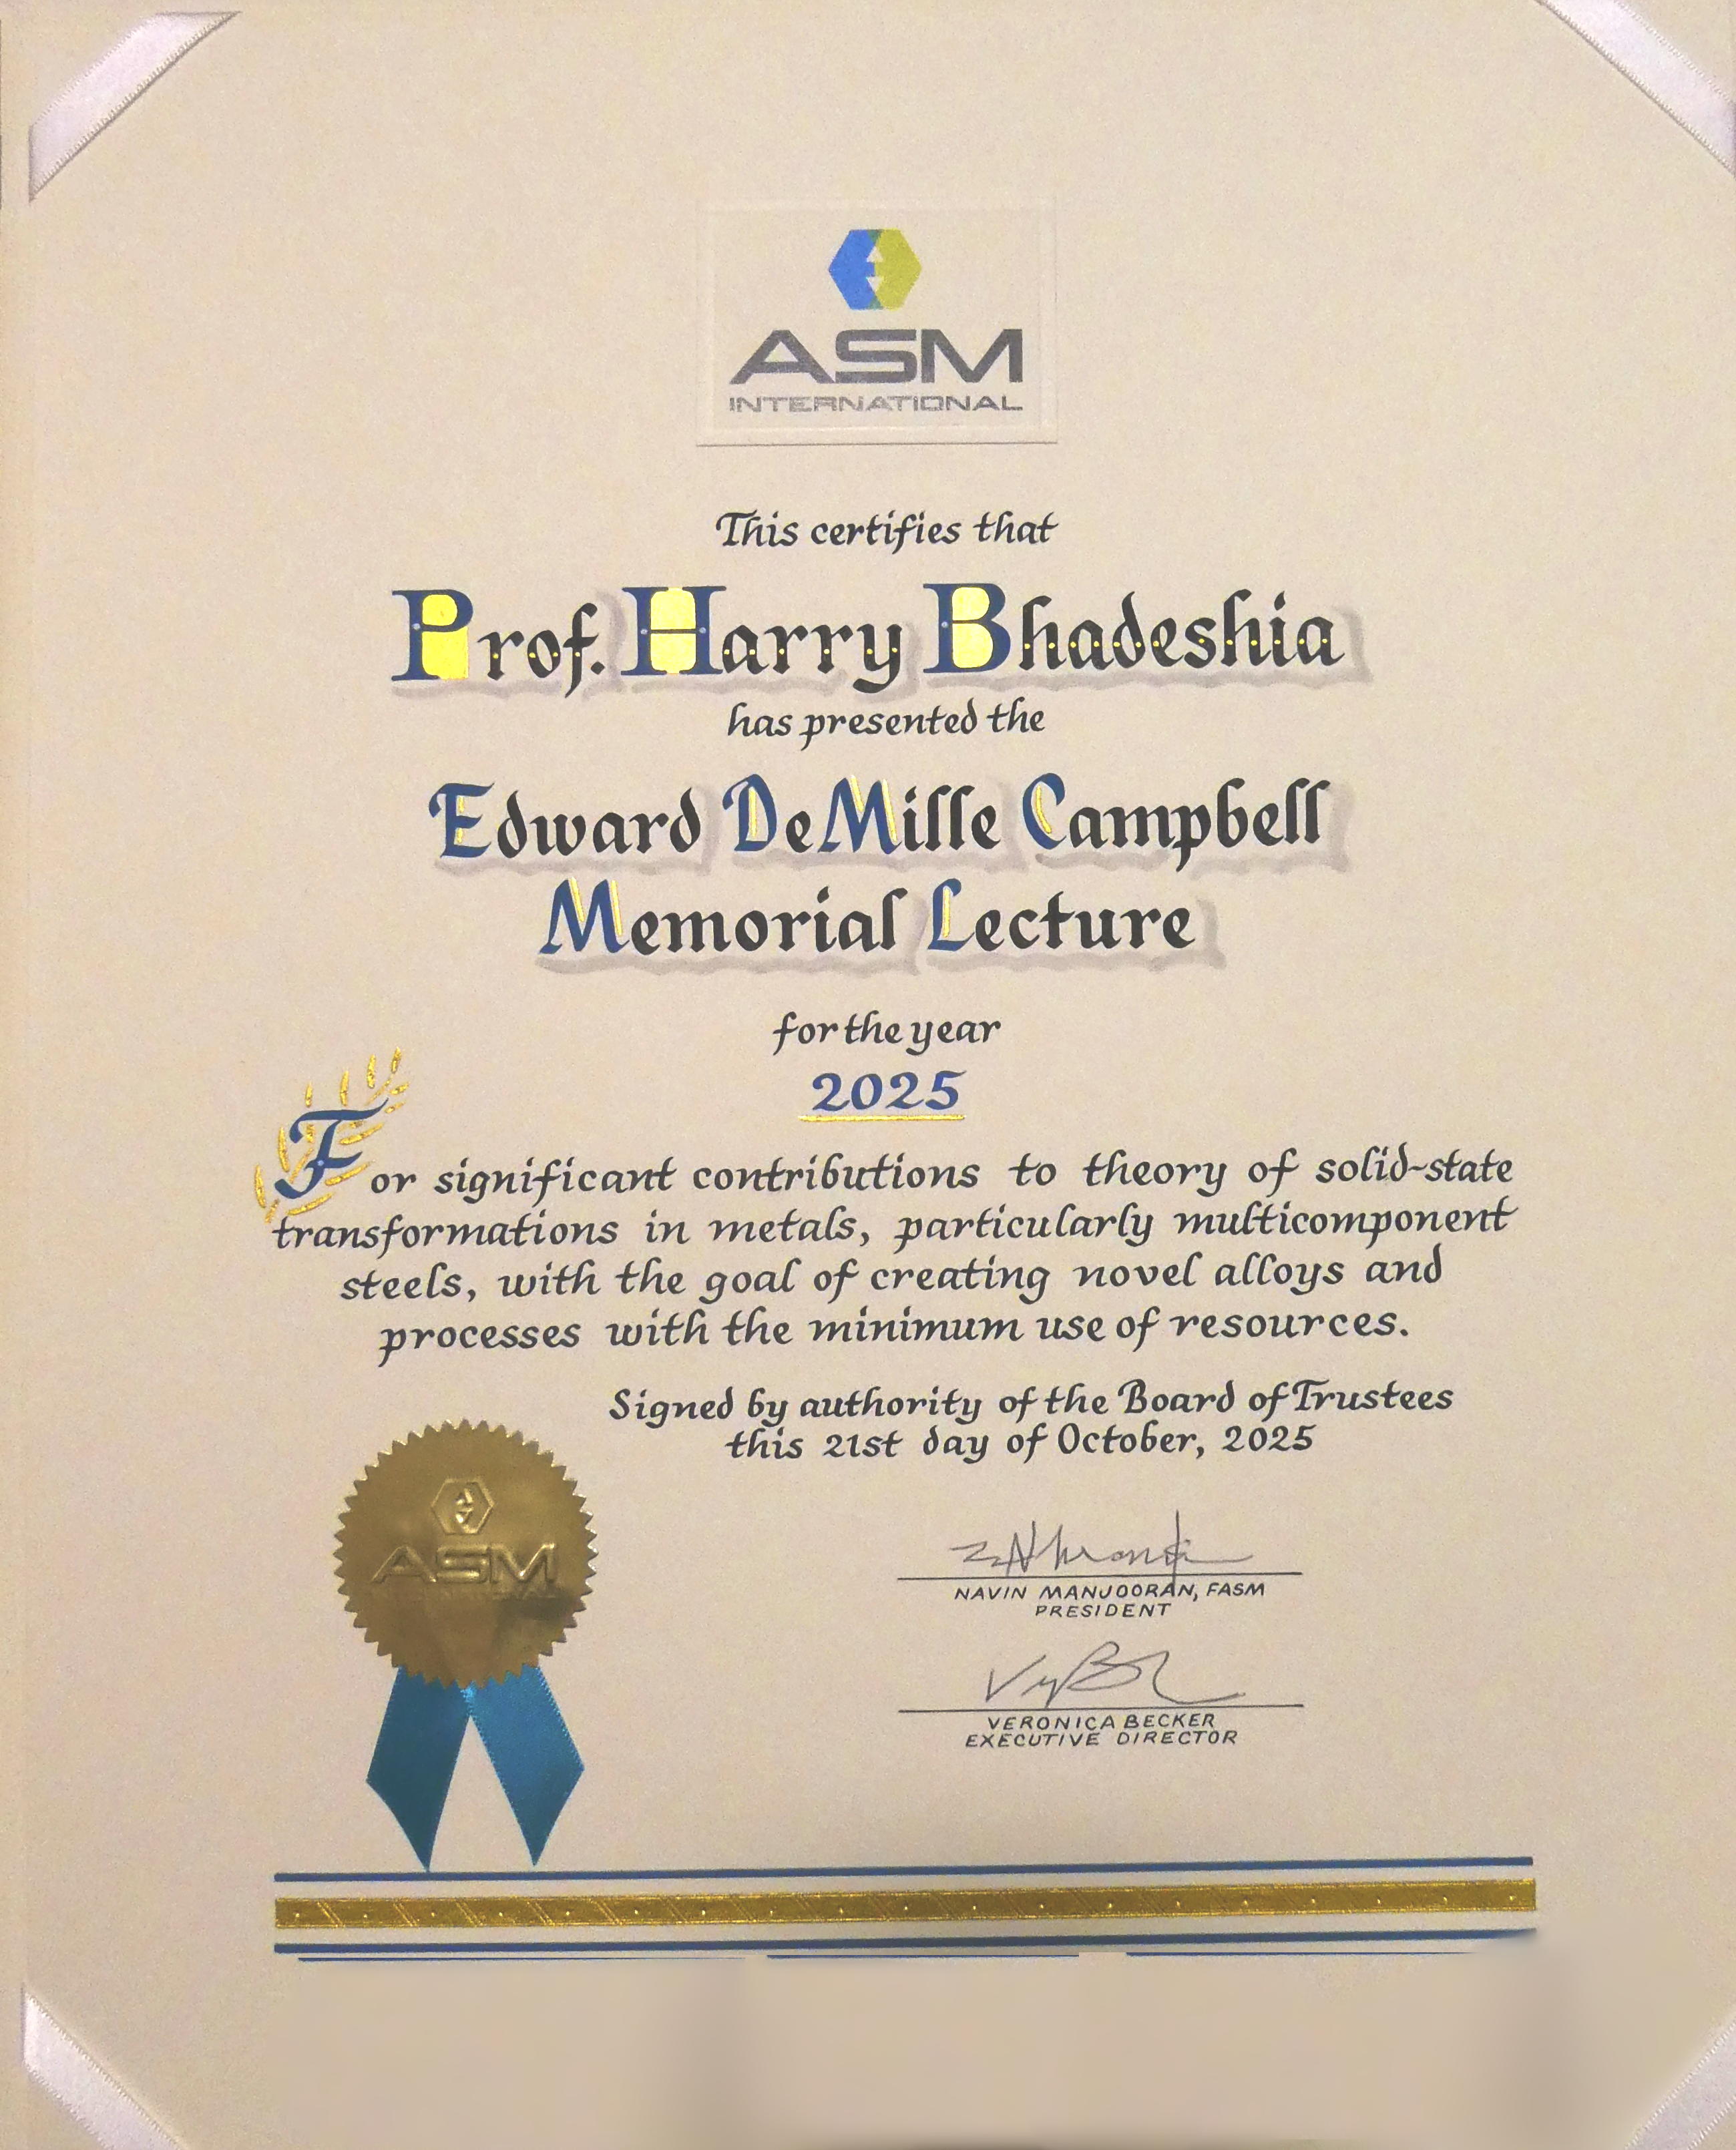 ASM
INTERNATIONAL
This certifies that
Prof. Harry Bhadeshia
has presented the
Edward DeMille Campbell
Memorial Lecture
for the year
2025
For significant contributions to theory of solid-state
transformations in metals, particularly multicomponent
steels, with the goal of creating novel alloys and
processes with the minimum use of resources.
Signed by authority of the Board of Trustees
this 21st day of October, 2025
ASM
NAVIN MANJOORAN, FASM
PRESIDENT
VERONICA BECKER
EXECUTIVE DIRECTOR